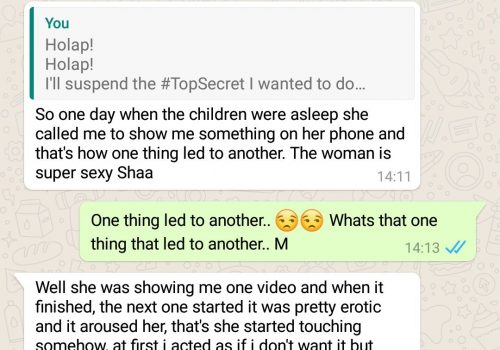 You
Holap!
Holap!
I'll suspend the #TopSecret I wanted to do...
So one day when the children were asleep she
called me to show me something on her phone and
that's how one thing led to another. The woman is
super sexy Shaa
14:11
One thing led to another.. 😒😒 Whats that one
thing that led to another.. M
14:13
Well she was showing me one video and when it
finished, the next one started it was pretty erotic
and it aroused her, that's she started touching
somehow, at first i acted as if i don't want it but